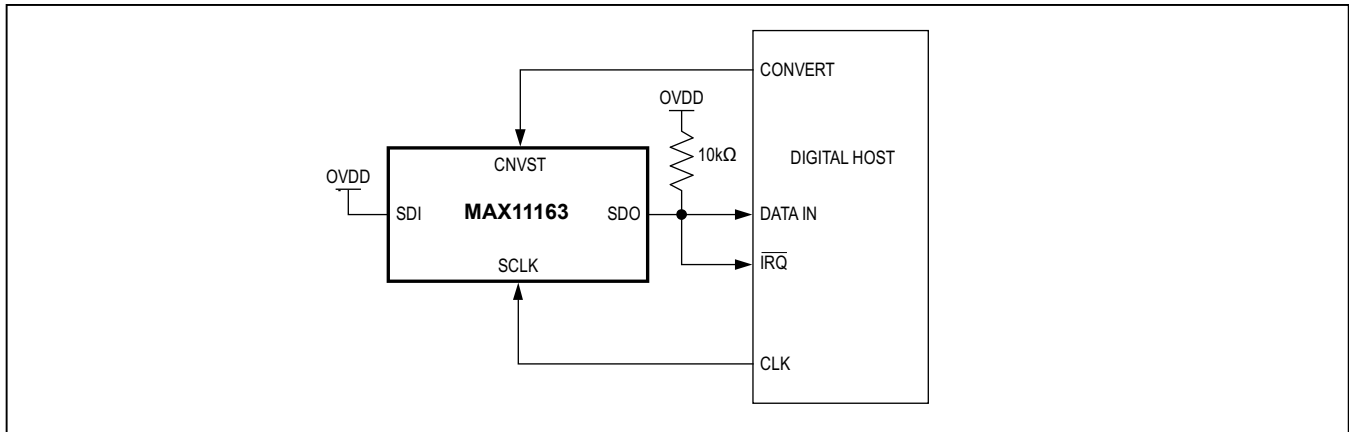 CONVERT
OVDD
10kΩ
DIGITAL HOST
CNVST
OVDD
SDI
MAX11163
SDO
DATA IN
IRQ
SCLK
CLK